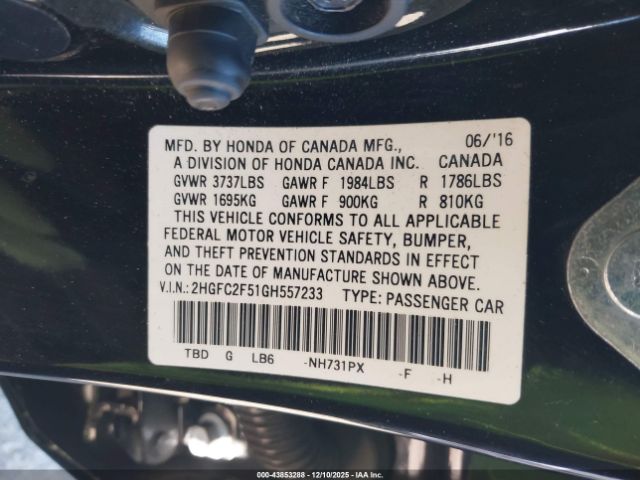 MFD. BY HONDA OF CANADA MFG., 06/'16
A DIVISION OF HONDA CANADA INC. CANADA
GVWR 3737LBS GAWR F 1984LBS R 1786LBS
GVWR 1695KG GAWR F 900KG R 810KG
THIS VEHICLE CONFORMS TO ALL APPLICABLE
FEDERAL MOTOR VEHICLE SAFETY, BUMPER,
AND THEFT PREVENTION STANDARDS IN EFFECT
ON THE DATE OF MANUFACTURE SHOWN ABOVE.
V.I.N.: 2HGFC2F51GH557233 TYPE: PASSENGER CAR
TBD G LB6 -NH731PX -F -H
00-43853288 - 12/10/2025 - IAA Inc.